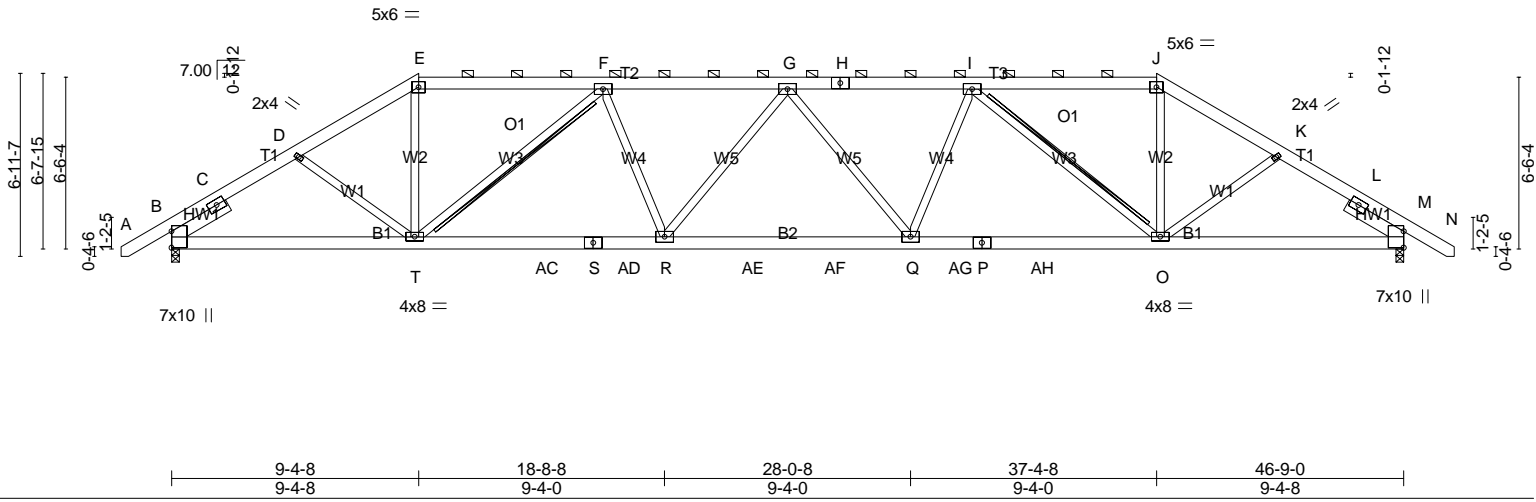 5x6 =
5x6 =
E
F
T2
G
H
I
T3
J
7.00
12
0-1-12
0-1-12
2x4
2x4
D
T1
O1
O1
K
T1
W2
W3
W4
W5
W5
W4
W3
W2
C
W1
W1
L
B
HW1
HW1
M
A
N
B1
B2
B1
6-11-7
6-7-15
6-6-4
0-4-6
1-2-5
6-6-4
1-2-5
0-4-6
T
AC
S
AD
R
AE
AF
Q
AG
P
AH
O
7x10 ||
4x8 =
4x8 =
7x10 ||
9-4-8
18-8-8
28-0-8
37-4-8
46-9-0
9-4-8
9-4-0
9-4-0
9-4-0
9-4-8